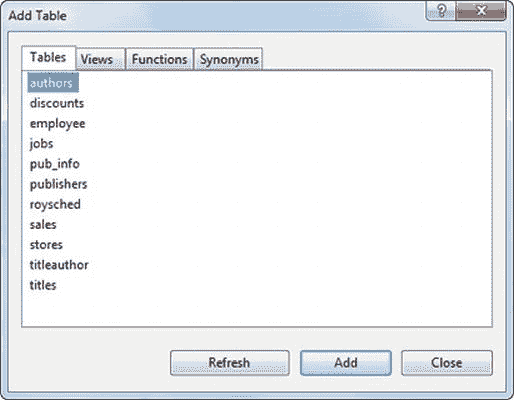 Add Table
?
Tables Views Functions Synonyms
authors
discounts
employee
jobs
pub_info
publishers
roysched
sales
stores
titleauthor
titles
Refresh Add Close